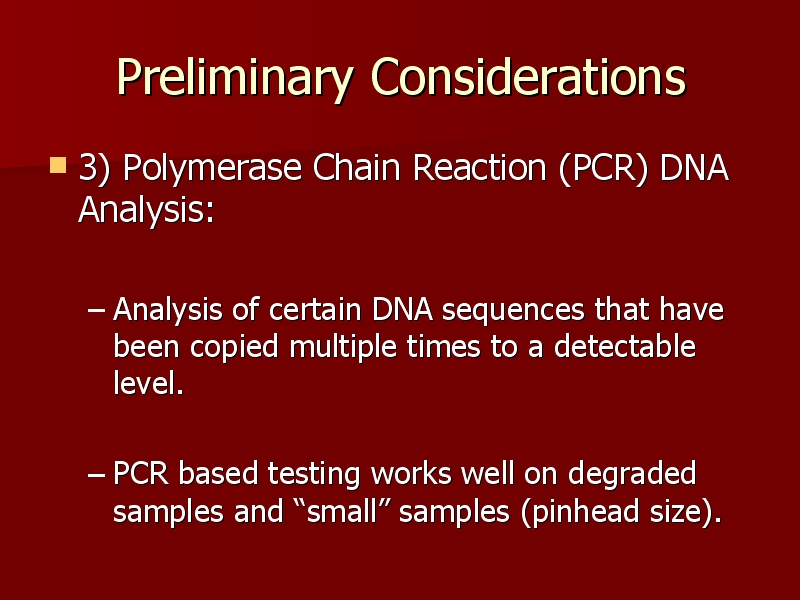 Preliminary Considerations
3) Polymerase Chain Reaction (PCR) DNA
Analysis:
– Analysis of certain DNA sequences that have
been copied multiple times to a detectable
level.
– PCR based testing works well on degraded
samples and “small” samples (pinhead size).